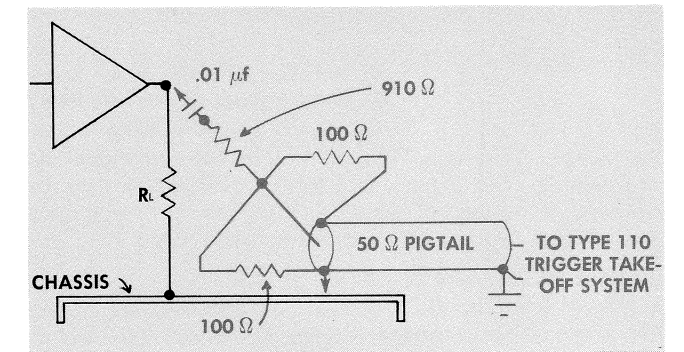 .01 μf
910 Ω
100 Ω
RL
50 Ω PIGTAIL
TO TYPE 110
TRIGGER TAKE-
OFF SYSTEM
CHASSIS
100 Ω